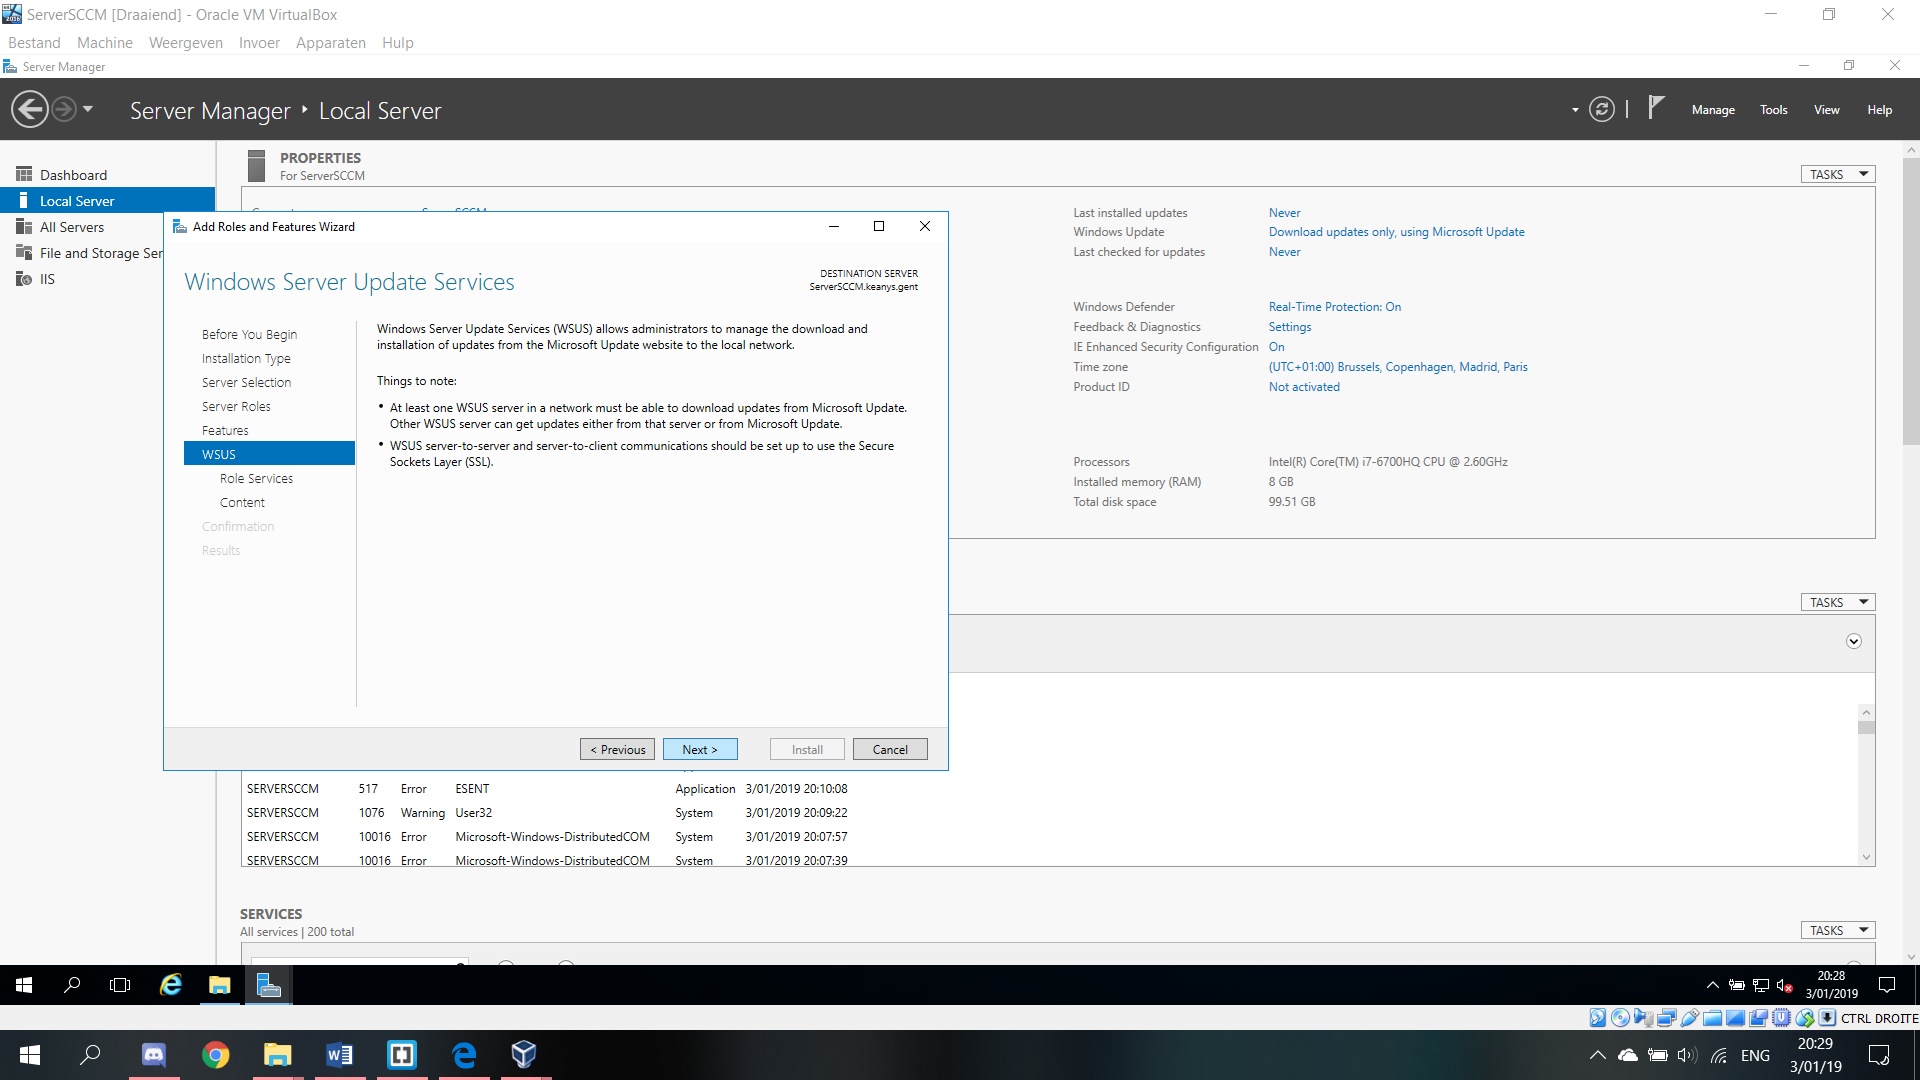 ServerSCCM [Draaiend] - Oracle VM VirtualBox
Bestand Machine Weergeven Invoer Apparaten Hulp
Server Manager
Server Manager ‣ Local Server
Manage Tools View Help
Dashboard
Local Server
All Servers
File and Storage Ser
IIS
PROPERTIES
For ServerSCCM
TASKS
Last installed updates Never
Windows Update Download updates only, using Microsoft Update
Last checked for updates Never
Windows Defender Real-Time Protection: On
Feedback & Diagnostics Settings
IE Enhanced Security Configuration On
Time zone (UTC+01:00) Brussels, Copenhagen, Madrid, Paris
Product ID Not activated
Processors Intel(R) Core(TM) i7-6700HQ CPU @ 2.60GHz
Installed memory (RAM) 8 GB
Total disk space 99.51 GB
Add Roles and Features Wizard
Windows Server Update Services
DESTINATION SERVER
ServerSCCM.keanys.gent
Before You Begin
Installation Type
Server Selection
Server Roles
Features
WSUS
Role Services
Content
Confirmation
Results
Windows Server Update Services (WSUS) allows administrators to manage the download and
installation of updates from the Microsoft Update website to the local network.
Things to note:
• At least one WSUS server in a network must be able to download updates from Microsoft Update.
Other WSUS server can get updates either from that server or from Microsoft Update.
• WSUS server-to-server and server-to-client communications should be set up to use the Secure
Sockets Layer (SSL).
< Previous Next > Install Cancel
TASKS
SERVERSCCM 517 Error ESENT Application 3/01/2019 20:10:08
SERVERSCCM 1076 Warning User32 System 3/01/2019 20:09:22
SERVERSCCM 10016 Error Microsoft-Windows-DistributedCOM System 3/01/2019 20:07:57
SERVERSCCM 10016 Error Microsoft-Windows-DistributedCOM System 3/01/2019 20:07:39
SERVICES
All services | 200 total
TASKS
20:28
3/01/2019
CTRL DROITE
ENG
20:29
3/01/19